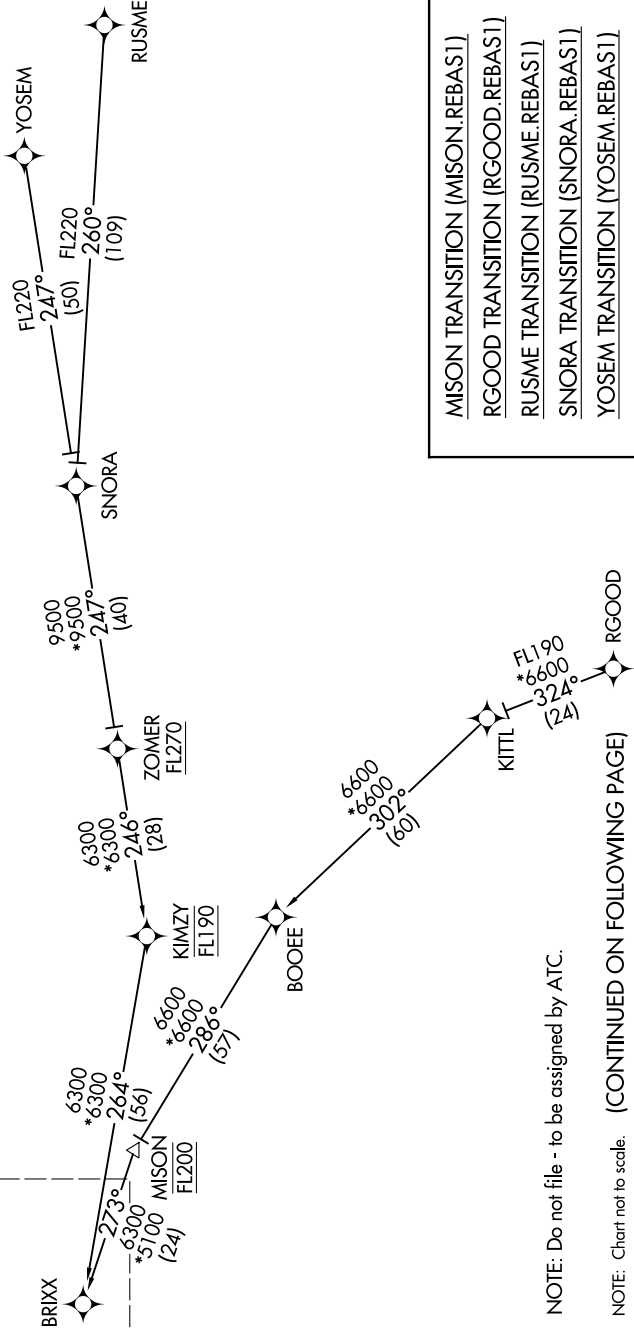 RUSME
YOSEM
FL220
260°
(109)
FL220
247°
(50)
SNORA
9500
*9500
247°
(40)
ZOMER
FL270
6300
*6300
246°
(28)
KIMZY
FL190
6300
*6300
264°
(56)
BRIXX
273°
6300
*5100
(24)
MISON
FL200
6600
*6600
286°
(57)
BOOEE
6600
*6600
302°
(60)
KITTL
FL190
*6600
324°
(24)
RGOOD
MISON TRANSITION (MISON.REBAS1)
RGOOD TRANSITION (RGOOD.REBAS1)
RUSME TRANSITION (RUSME.REBAS1)
SNORA TRANSITION (SNORA.REBAS1)
YOSEM TRANSITION (YOSEM.REBAS1)
NOTE: Do not file - to be assigned by ATC.
NOTE: Chart not to scale. (CONTINUED ON FOLLOWING PAGE)